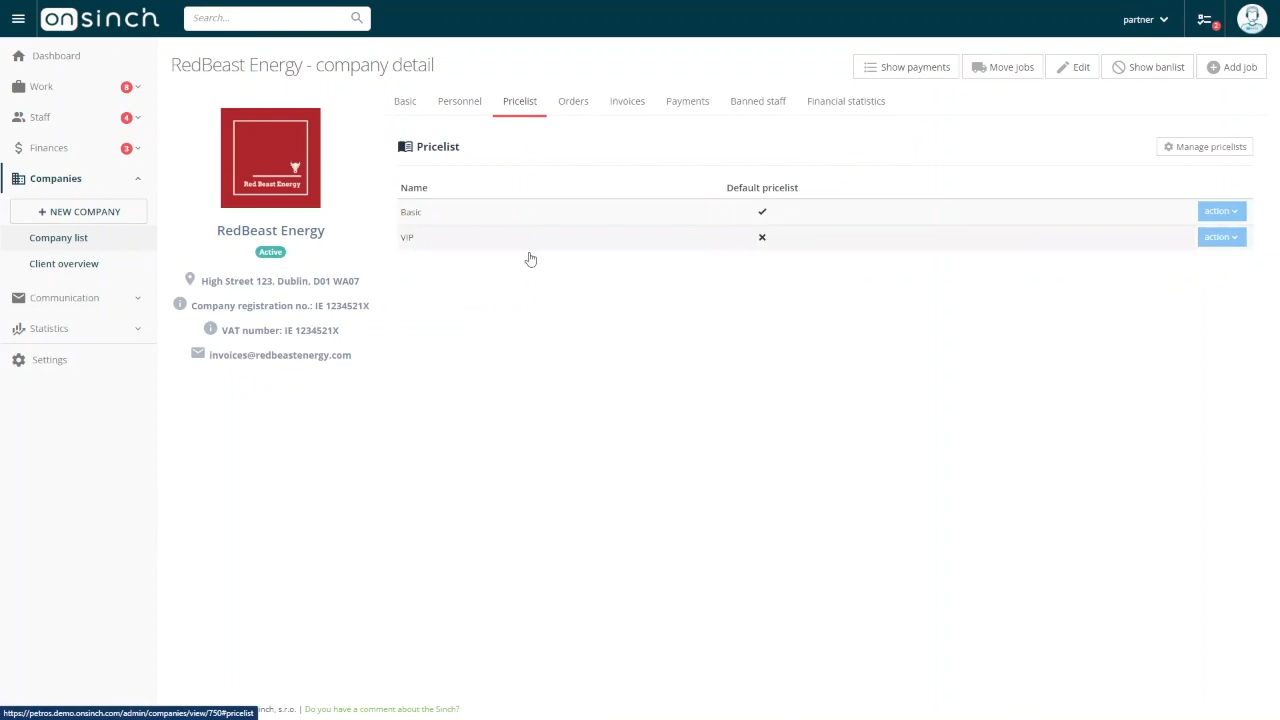 onsinch
Search...
partner
2
Dashboard
Work
8
Staff
4
Finances
3
Companies
+ NEW COMPANY
Company list
Client overview
Communication
Statistics
Settings
RedBeast Energy - company detail
Show payments
Move jobs
Edit
Show banlist
Add job
Red Beast Energy
RedBeast Energy
Active
High Street 123, Dublin, D01 WA07
Company registration no.: IE 1234521X
VAT number: IE 1234521X
invoices@redbeastenergy.com
Basic
Personnel
Pricelist
Orders
Invoices
Payments
Banned staff
Financial statistics
Pricelist
Manage pricelists
Name
Default pricelist
Basic
action
VIP
action
https://petros.demo.onsinch.com/admin/companies/view/750#pricelist
inch, s.r.o. | Do you have a comment about the Sinch?